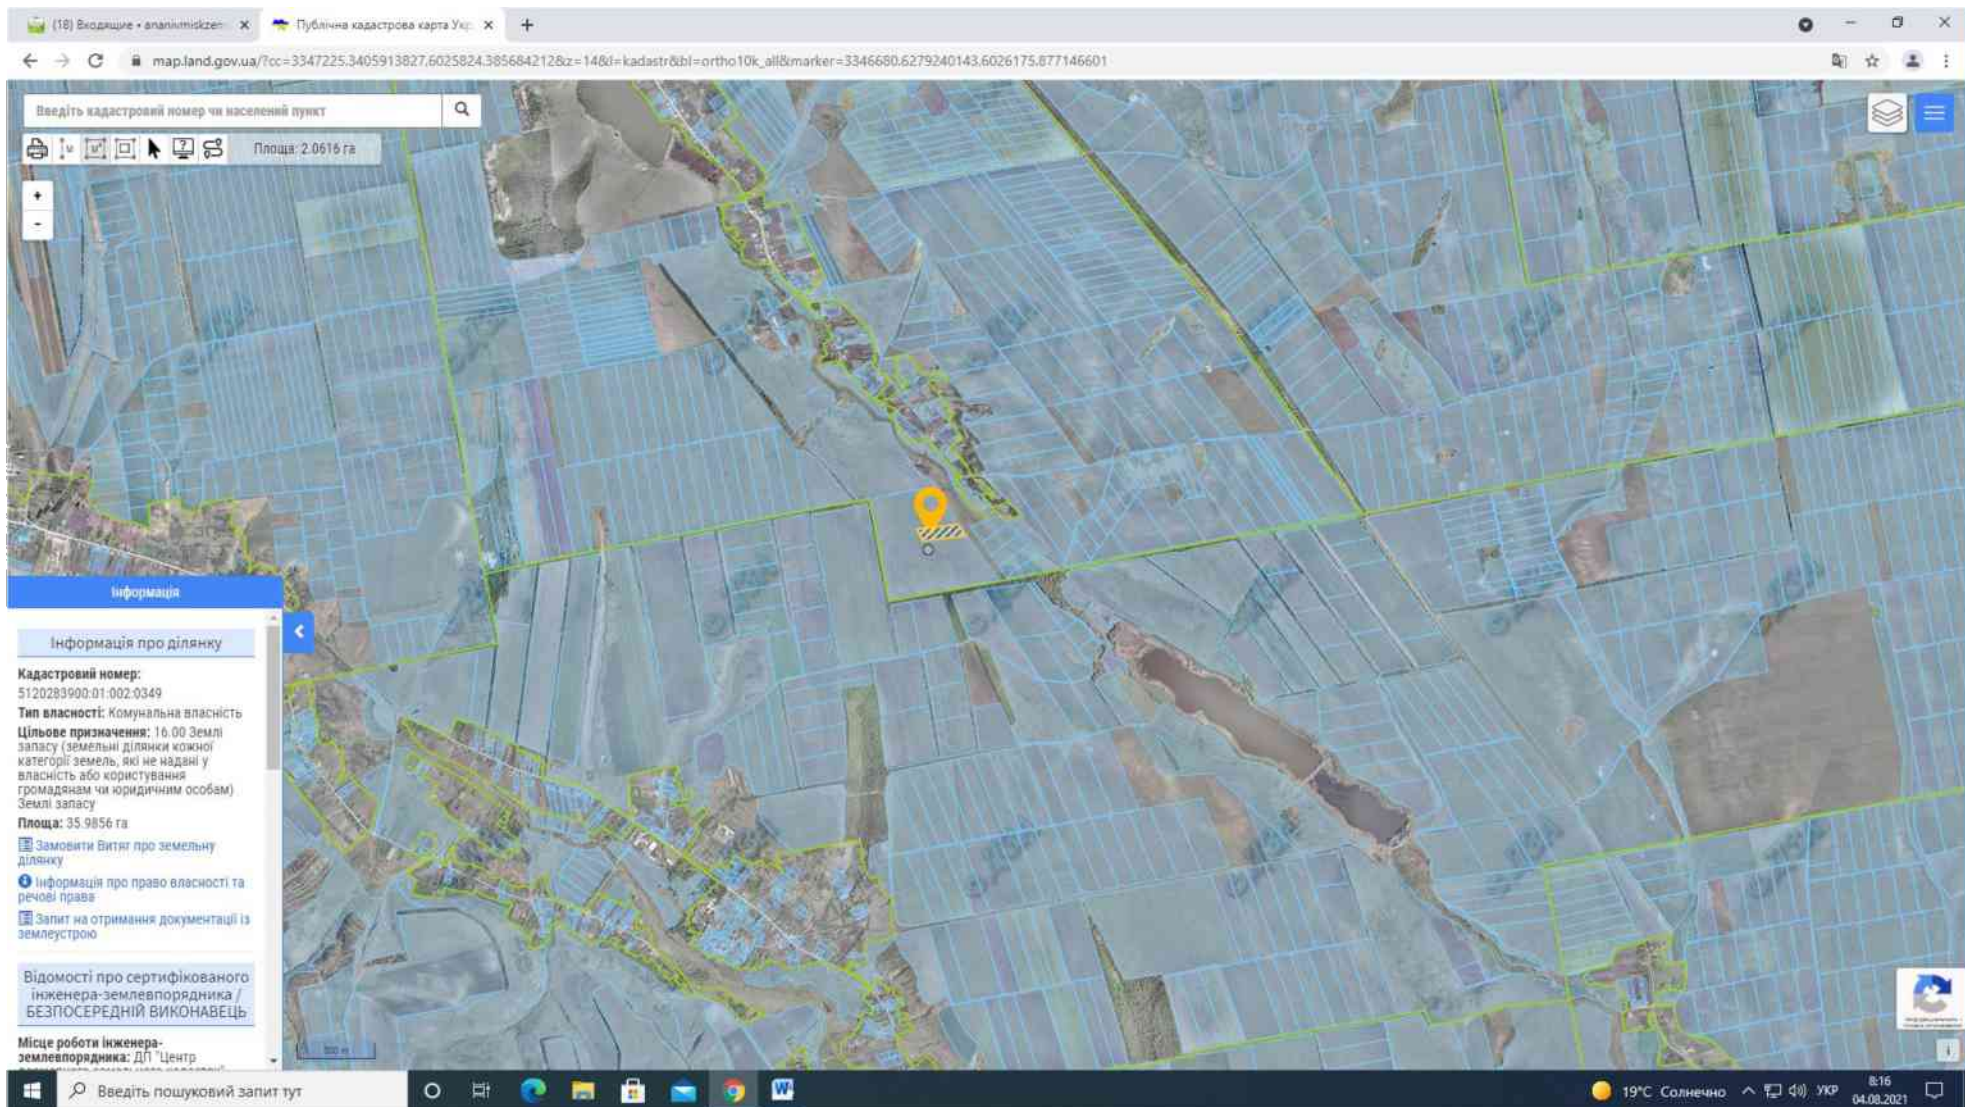 (18) Входящие • ananivmiskzem
Публічна кадастрова карта Укр
map.land.gov.ua/?cc=3347225.3405913827,6025824.385684212&z=14&l=kadastr&bl=ortho10k_all&marker=3346680.6279240143,6026175.877146601
Введіть кадастровий номер чи населений пункт
Площа: 2.0616 га
+
-
Інформація
Інформація про ділянку
Кадастровий номер:
5120283900:01:002:0349
Тип власності: Комунальна власність
Цільове призначення: 16.00 Землі
запасу (земельні ділянки кожної
категорії земель, які не надані у
власність або користування
громадянам чи юридичним особам)
Землі запасу
Площа: 35.9856 га
Замовити Витяг про земельну
ділянку
Інформація про право власності та
речові права
Запит на отримання документації із
землеустрою
Відомості про сертифікованого
інженера-землевпорядника /
БЕЗПОСЕРЕДНІЙ ВИКОНАВЕЦЬ
Місце роботи інженера-
землевпорядника: ДП "Центр
500 m
Введіть пошуковий запит тут
19°C Солнечно
УКР
8:16
04.08.2021